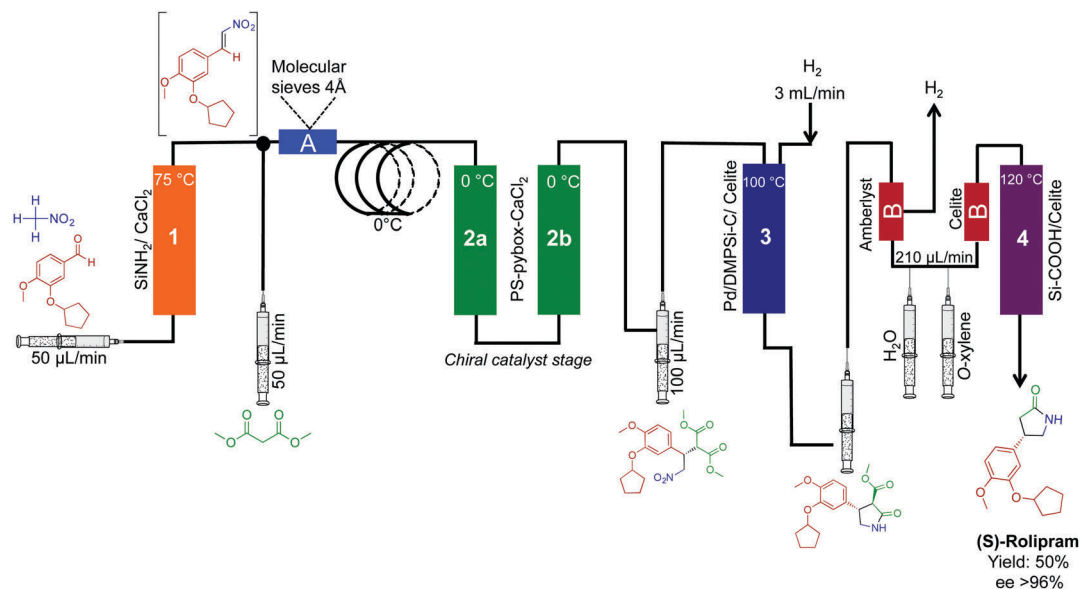 NO₂
H
O
O
Molecular
sieves 4Å
A
0°C
75 °C
1
SiNH₂/ CaCl₂
H
H
NO₂
H
O
H
O
O
50 µL/min
50 µL/min
O
O
O
O
0 °C
2a
PS-pybox-CaCl₂
0 °C
2b
Chiral catalyst stage
100 µL/min
O
O
O
O
O
O
NO₂
H₂
3 mL/min
Pd/DMPSi-C/ Celite
100 °C
3
O
O
O
O
O
N
H
H₂
Amberlyst
B
Celite
B
210 µL/min
H₂O
O-xylene
120 °C
4
Si-COOH/Celite
O
NH
O
O
(S)-Rolipram
Yield: 50%
ee >96%